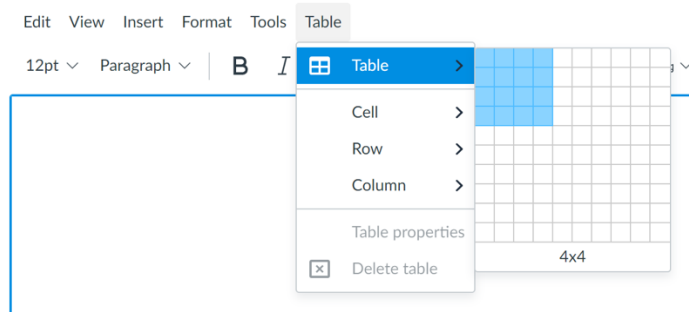 Edit View Insert Format Tools Table
12pt Paragraph B I
Table
Cell
Row
Column
Table properties
Delete table
4x4